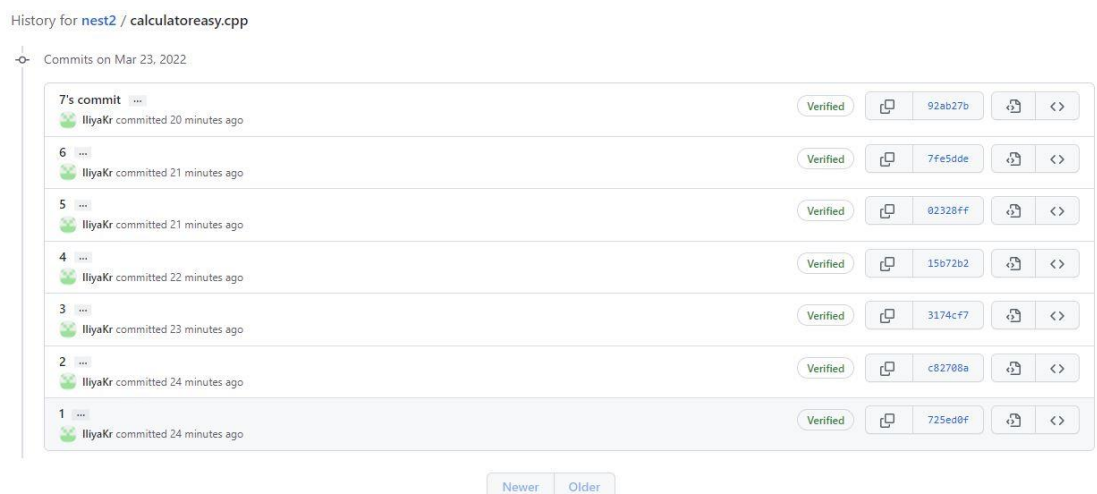 History for nest2 / calculatoreasy.cpp
Commits on Mar 23, 2022
7's commit ...
IliyaKr committed 20 minutes ago
Verified 92ab27b
6 ...
IliyaKr committed 21 minutes ago
Verified 7fe5dde
5 ...
IliyaKr committed 21 minutes ago
Verified 02328ff
4 ...
IliyaKr committed 22 minutes ago
Verified 15b72b2
3 ...
IliyaKr committed 23 minutes ago
Verified 3174cf7
2 ...
IliyaKr committed 24 minutes ago
Verified c82708a
1 ...
IliyaKr committed 24 minutes ago
Verified 725ed0f
Newer Older